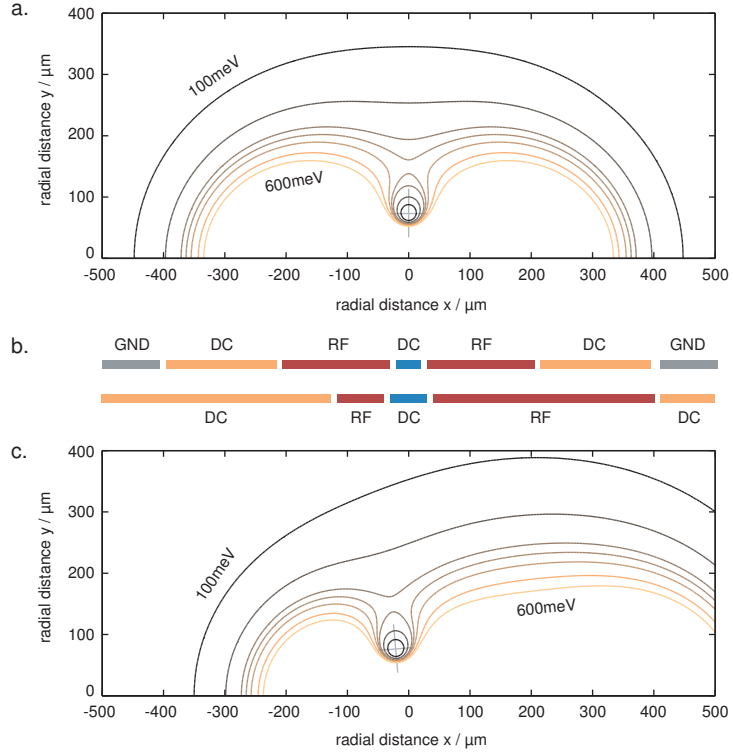 a.
radial distance y / µm
400
300
200
100
0
100meV
600meV
-500 -400 -300 -200 -100 0 100 200 300 400 500
radial distance x / µm
b.
GND DC RF DC RF DC GND
DC RF DC RF DC
c.
radial distance y / µm
400
300
200
100
0
100meV
600meV
-500 -400 -300 -200 -100 0 100 200 300 400 500
radial distance x / µm